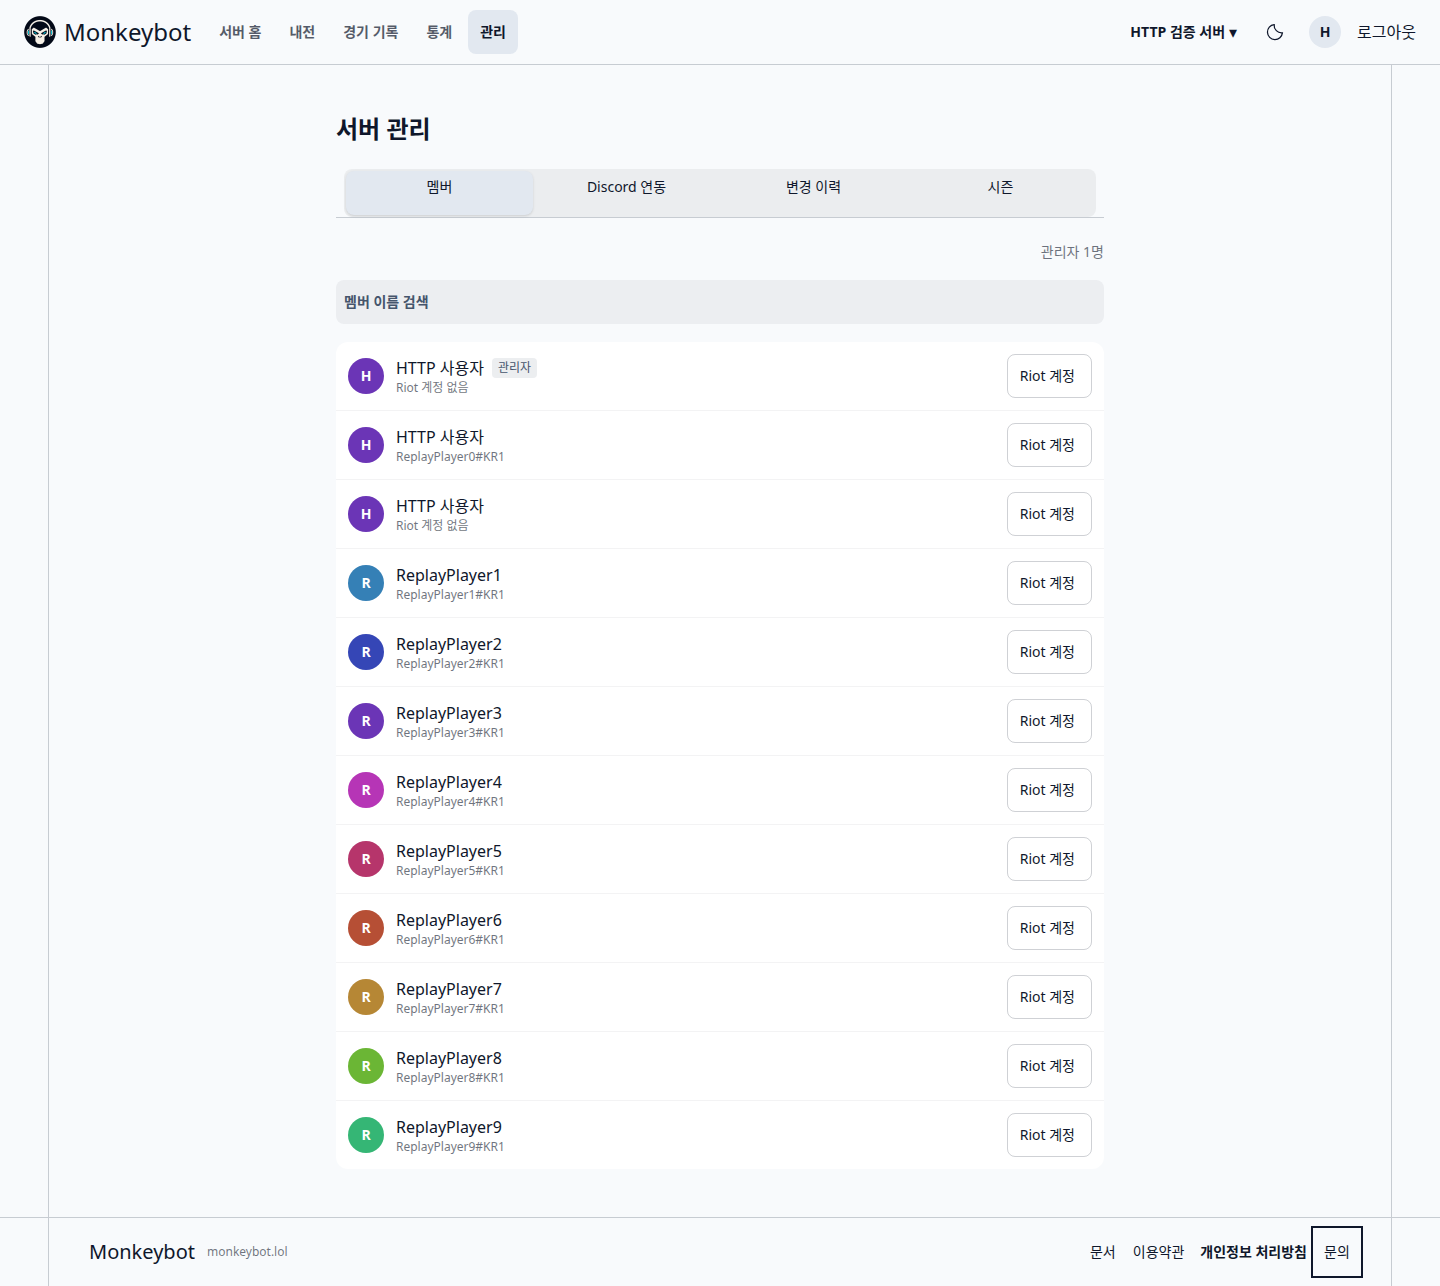 Monkeybot 서버 홈 내전 경기 기록 통계 관리 HTTP 검증 서버 ▾ H 로그아웃
서버 관리
멤버 Discord 연동 변경 이력 시즌
관리자 1명
멤버 이름 검색
H HTTP 사용자 관리자 Riot 계정
Riot 계정 없음
H HTTP 사용자 Riot 계정
ReplayPlayer0#KR1
H HTTP 사용자 Riot 계정
Riot 계정 없음
R ReplayPlayer1 Riot 계정
ReplayPlayer1#KR1
R ReplayPlayer2 Riot 계정
ReplayPlayer2#KR1
R ReplayPlayer3 Riot 계정
ReplayPlayer3#KR1
R ReplayPlayer4 Riot 계정
ReplayPlayer4#KR1
R ReplayPlayer5 Riot 계정
ReplayPlayer5#KR1
R ReplayPlayer6 Riot 계정
ReplayPlayer6#KR1
R ReplayPlayer7 Riot 계정
ReplayPlayer7#KR1
R ReplayPlayer8 Riot 계정
ReplayPlayer8#KR1
R ReplayPlayer9 Riot 계정
ReplayPlayer9#KR1
Monkeybot monkeybot.lol 문서 이용약관 개인정보 처리방침 문의